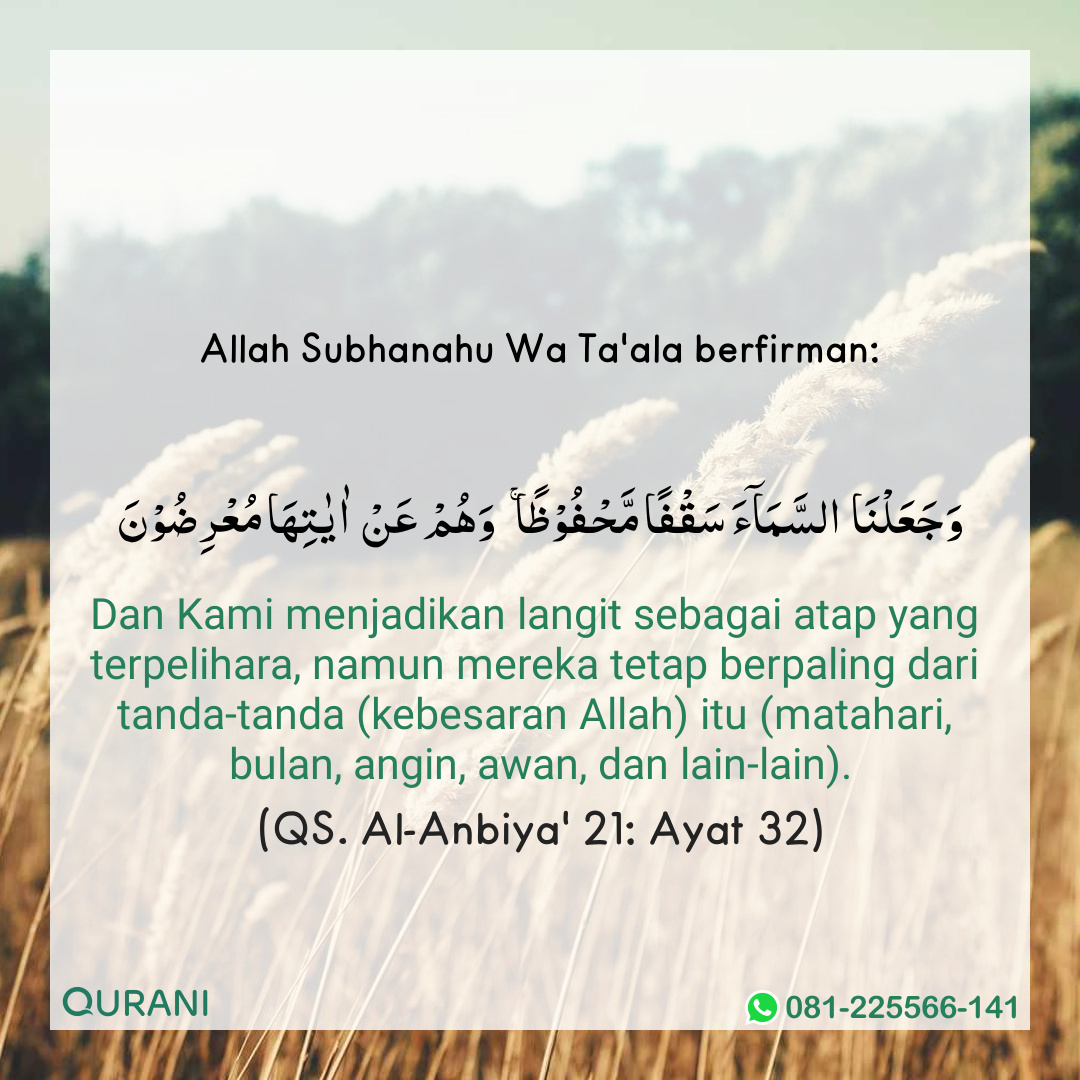 Allah Subhanahu Wa Ta'ala berfirman:
وَجَعَلْنَا السَّمَآءَ سَقْفًا مَّحْفُوْظًاۚ وَهُمْ عَنْ اٰيٰتِهَا مُعْرِضُوْنَ
Dan Kami menjadikan langit sebagai atap yang
terpelihara, namun mereka tetap berpaling dari
tanda-tanda (kebesaran Allah) itu (matahari,
bulan, angin, awan, dan lain-lain).
(QS. Al-Anbiya' 21: Ayat 32)
QURANI
081-225566-141